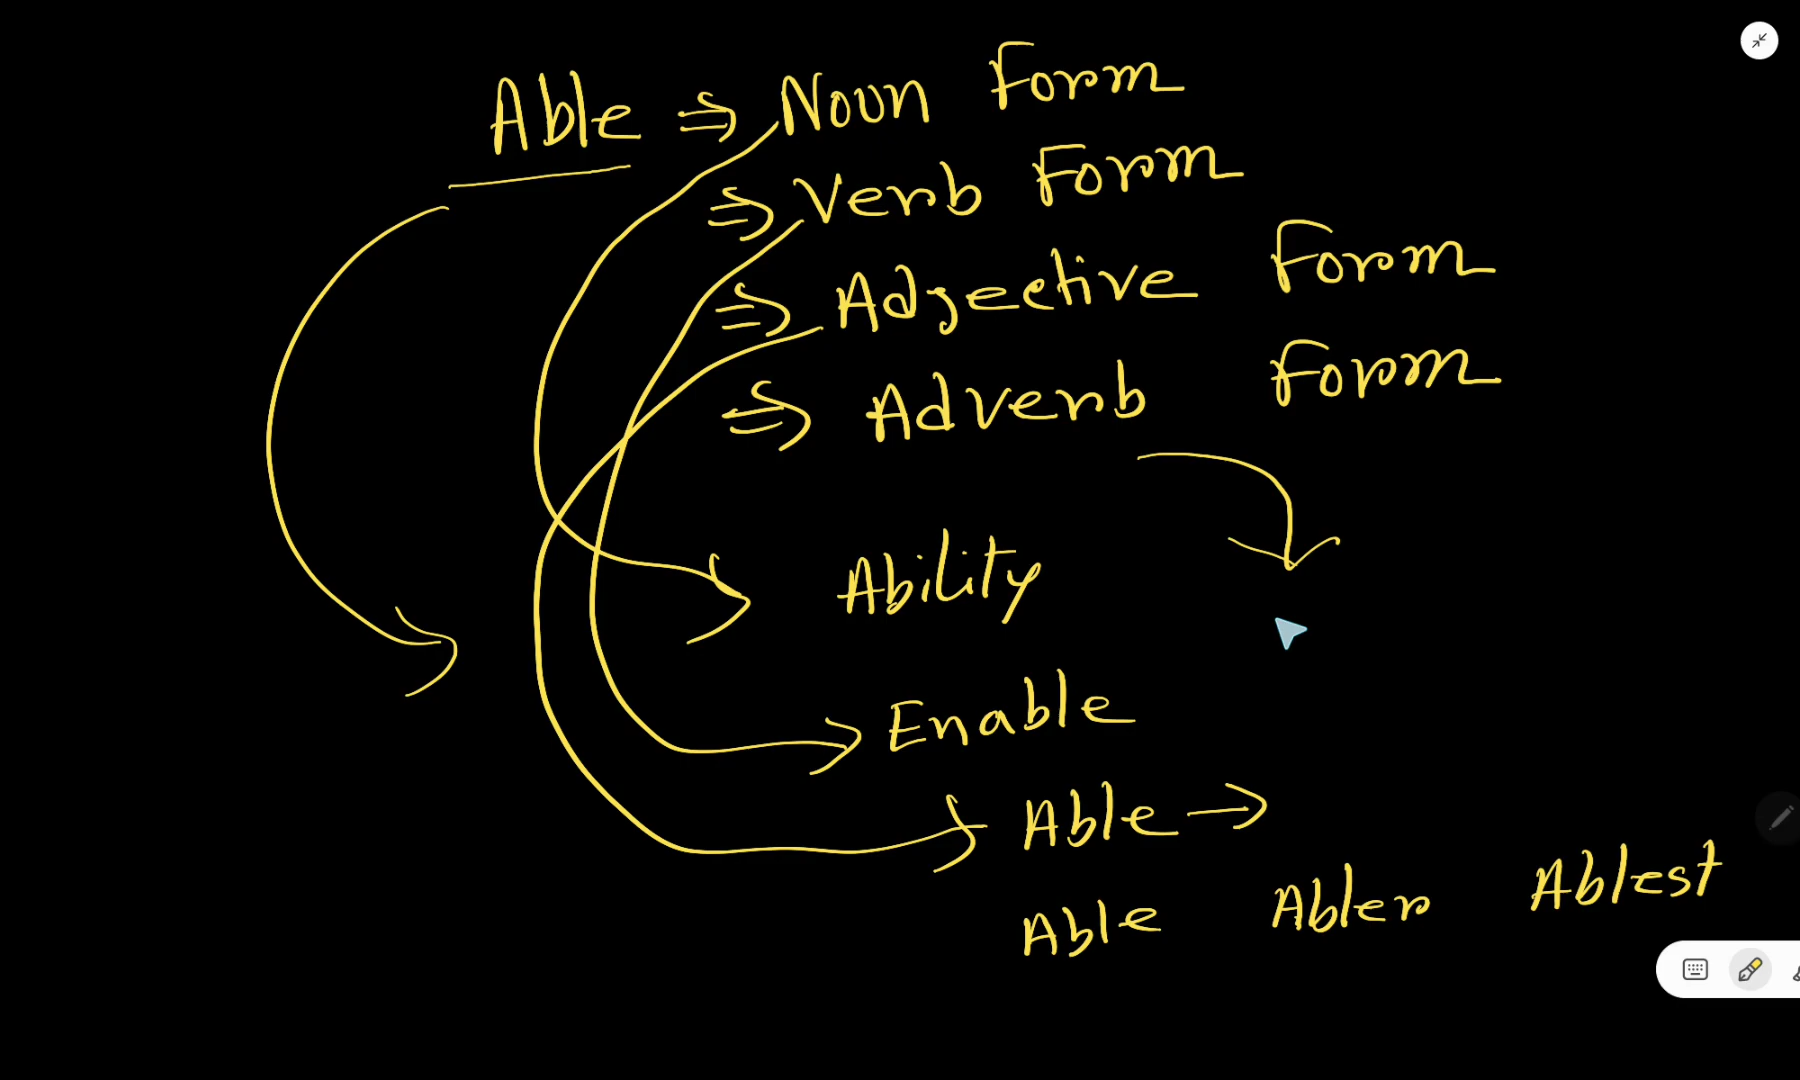 Able ⇒ Noun Form
⇒ Verb Form
⇒ Adjective Form
⇒ Adverb Form
Ability
Enable
Able →
Able Abler Ablest